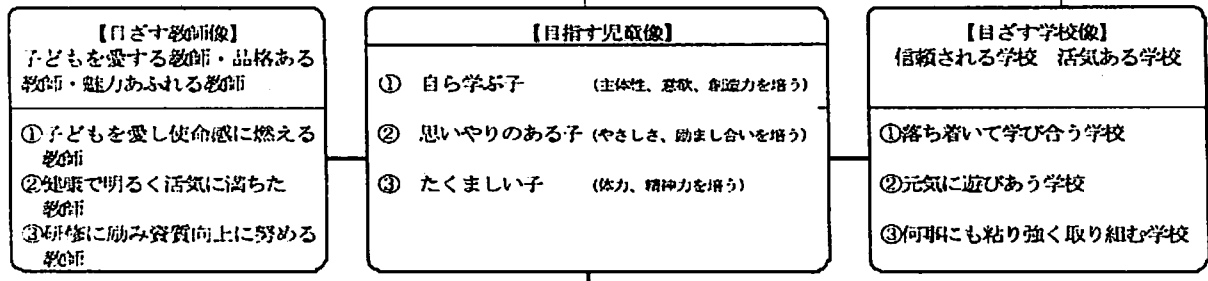 【目ざす教師像】
子どもを愛する教師・品格ある
教師・魅力あふれる教師
①子どもを愛し使命感に燃える
教師
②健康で明るく活気に満ちた
教師
③研修に励み資質向上に努める
教師
【目指す児童像】
① 自ら学ぶ子 (主体性、意欲、創造力を培う)
② 思いやりのある子 (やさしさ、励まし合いを培う)
③ たくましい子 (体力、精神力を培う)
【目ざす学校像】
信頼される学校 活気ある学校
①落ち着いて学び合う学校
②元気に遊びあう学校
③何事にも粘り強く取り組む学校